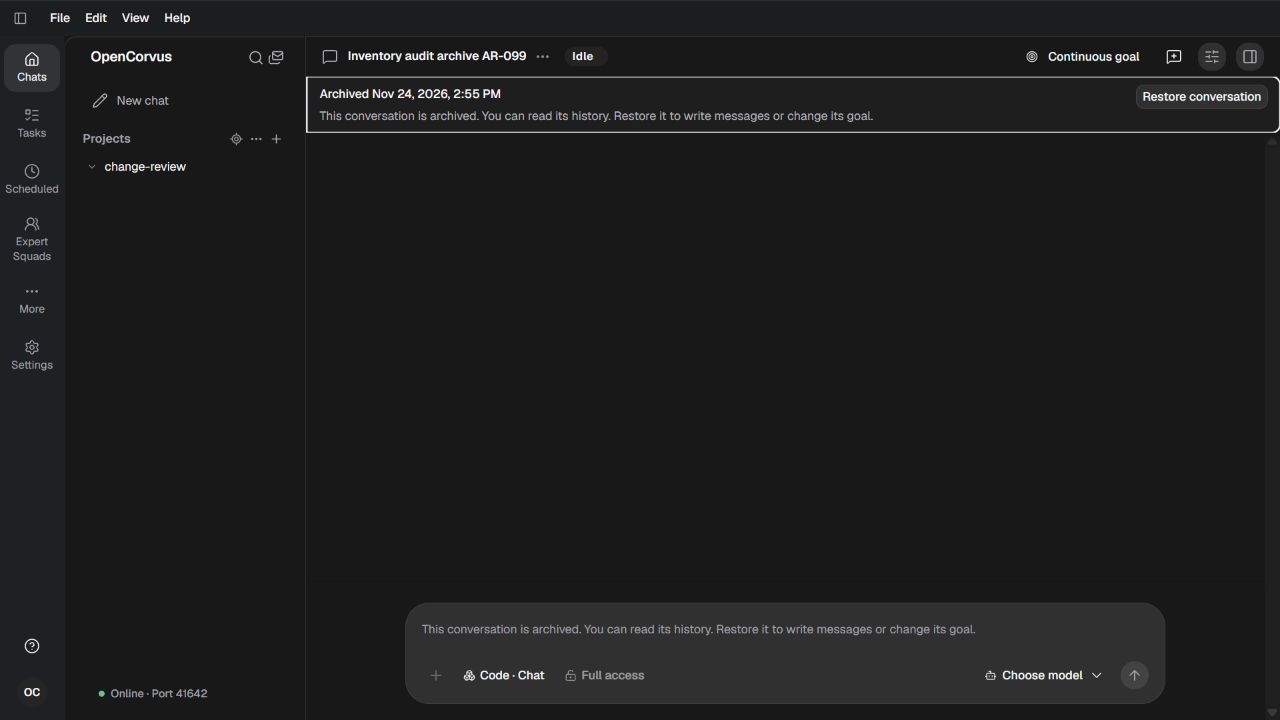 File Edit View Help
Chats
Tasks
Scheduled
Expert
Squads
More
Settings
OC
OpenCorvus
New chat
Projects
change-review
Online · Port 41642
Inventory audit archive AR-099 ··· Idle
Continuous goal
Archived Nov 24, 2026, 2:55 PM
Restore conversation
This conversation is archived. You can read its history. Restore it to write messages or change its goal.
This conversation is archived. You can read its history. Restore it to write messages or change its goal.
Code · Chat Full access Choose model